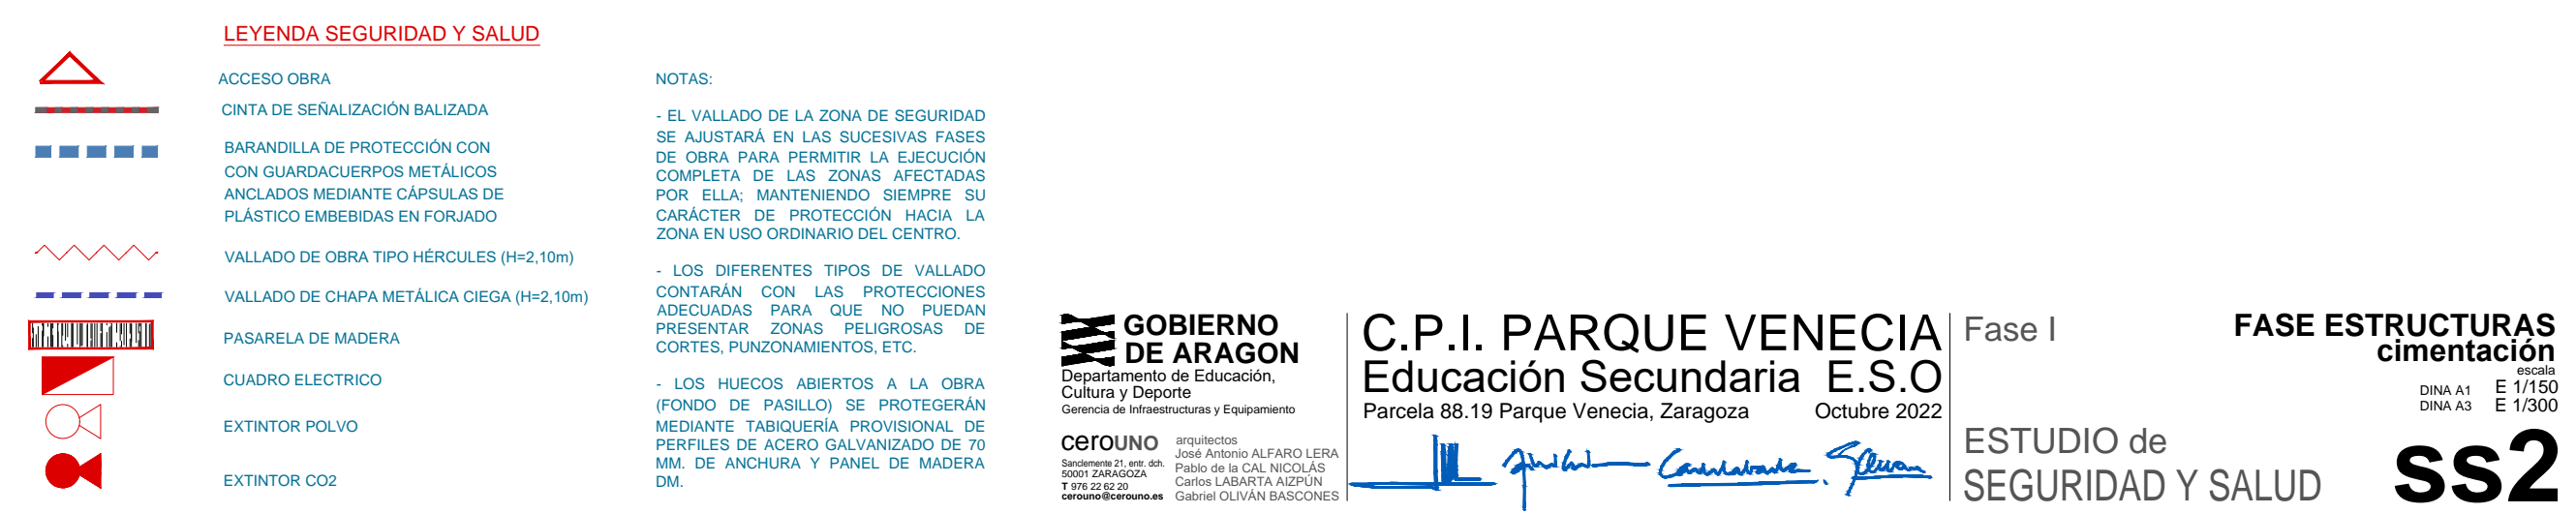 LEYENDA SEGURIDAD Y SALUD
ACCESO OBRA
CINTA DE SEÑALIZACIÓN BALIZADA
BARANDILLA DE PROTECCIÓN CON
CON GUARDACUERPOS METÁLICOS
ANCLADOS MEDIANTE CÁPSULAS DE
PLÁSTICO EMBEBIDAS EN FORJADO
VALLADO DE OBRA TIPO HÉRCULES (H=2,10m)
VALLADO DE CHAPA METÁLICA CIEGA (H=2,10m)
PASARELA DE MADERA
CUADRO ELECTRICO
EXTINTOR POLVO
EXTINTOR CO2
NOTAS:
- EL VALLADO DE LA ZONA DE SEGURIDAD
SE AJUSTARÁ EN LAS SUCESIVAS FASES
DE OBRA PARA PERMITIR LA EJECUCIÓN
COMPLETA DE LAS ZONAS AFECTADAS
POR ELLA; MANTENIENDO SIEMPRE SU
CARÁCTER DE PROTECCIÓN HACIA LA
ZONA EN USO ORDINARIO DEL CENTRO.
- LOS DIFERENTES TIPOS DE VALLADO
CONTARÁN CON LAS PROTECCIONES
ADECUADAS PARA QUE NO PUEDAN
PRESENTAR ZONAS PELIGROSAS DE
CORTES, PUNZONAMIENTOS, ETC.
- LOS HUECOS ABIERTOS A LA OBRA
(FONDO DE PASILLO) SE PROTEGERÁN
MEDIANTE TABIQUERÍA PROVISIONAL DE
PERFILES DE ACERO GALVANIZADO DE 70
MM. DE ANCHURA Y PANEL DE MADERA
DM.
GOBIERNO
DE ARAGON
Departamento de Educación,
Cultura y Deporte
Gerencia de Infraestructuras y Equipamiento
cerouno
Sanclemente 21, entr. dch.
50001 ZARAGOZA
T 976 22 62 20
cerouno@cerouno.es
arquitectos
José Antonio ALFARO LERA
Pablo de la CAL NICOLÁS
Carlos LABARTA AIZPÚN
Gabriel OLIVÁN BASCONES
C.P.I. PARQUE VENECIA
Educación Secundaria E.S.O
Parcela 88.19 Parque Venecia, Zaragoza Octubre 2022
Fase I
ESTUDIO de
SEGURIDAD Y SALUD
FASE ESTRUCTURAS
cimentación
escala
DINA A1 E 1/150
DINA A3 E 1/300
ss2